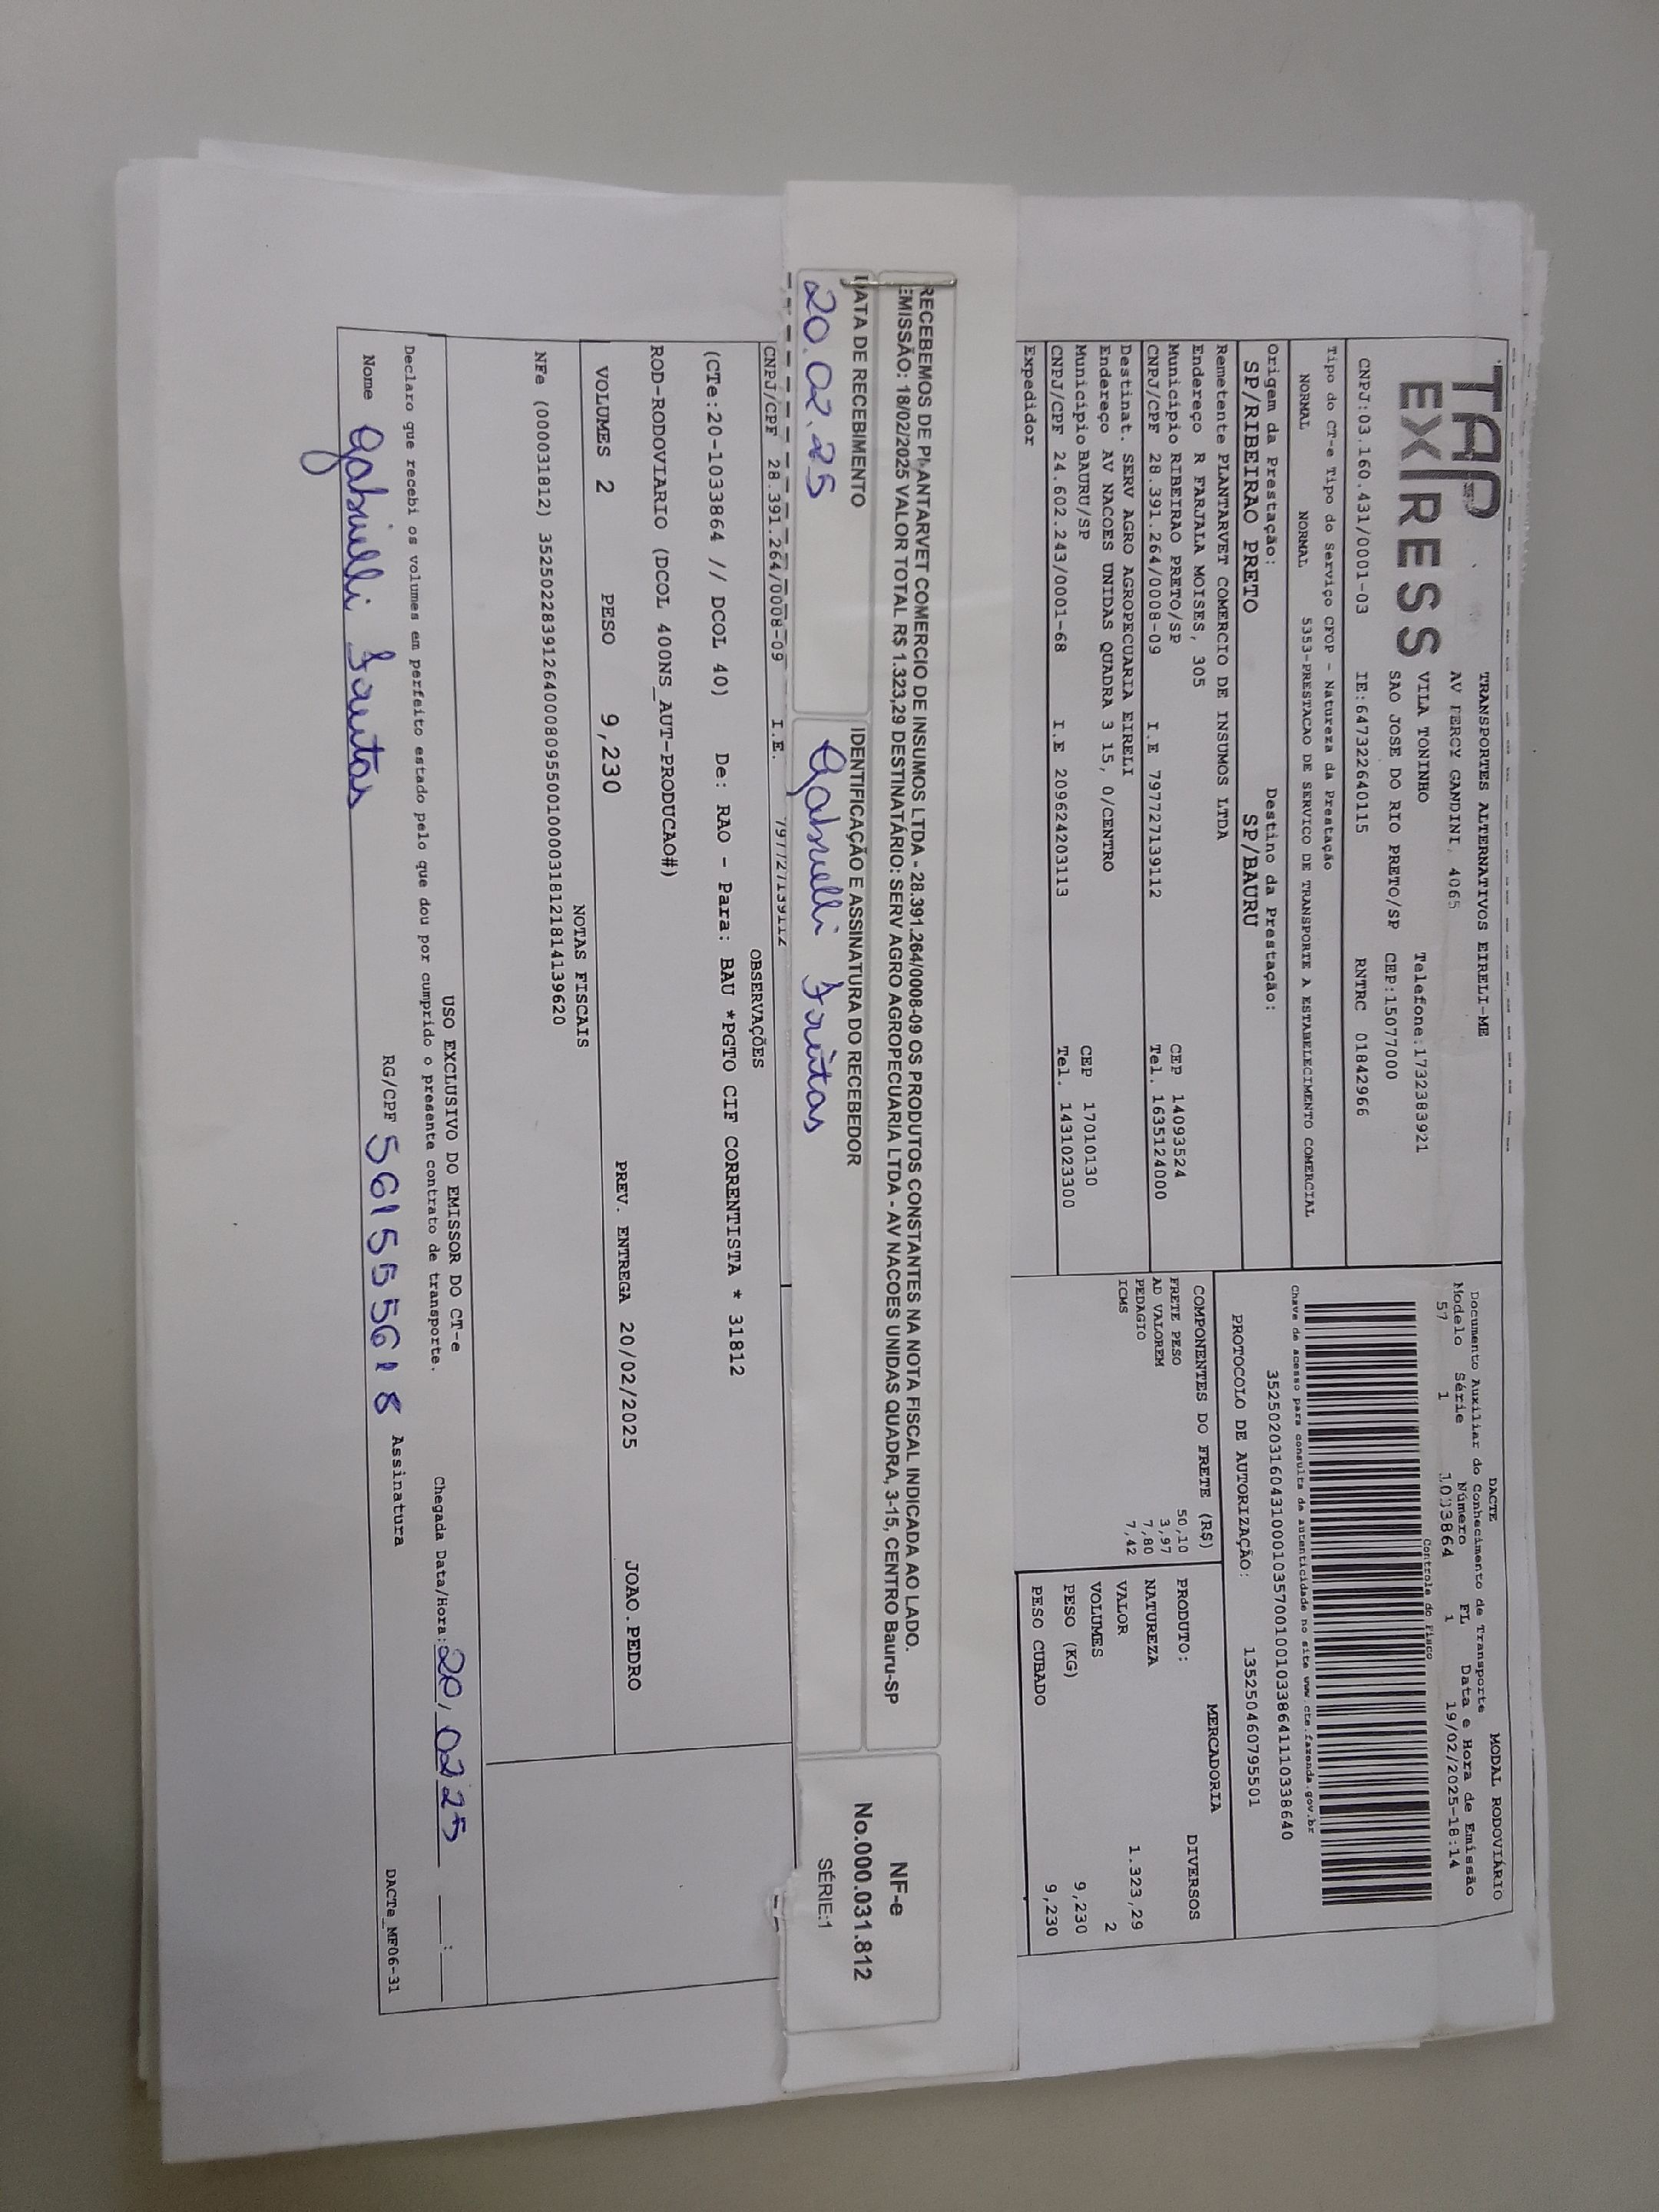 TAP
EXPRESS
TRANSPORTES ALTERNATIVOS EIRELI-ME
AV PERCY GANDINI, 4065
VILA TONINHO Telefone:1732383921
SAO JOSE DO RIO PRETO/SP CEP:15077000
CNPJ:03.160.431/0001-03 IE:647322640115 RNTRC 01842966
Tipo do CT-e Tipo do Serviço CFOP - Natureza da Prestação
NORMAL NORMAL 5353-PRESTACAO DE SERVICO DE TRANSPORTE A ESTABELECIMENTO COMERCIAL
Origem da Prestação: Destino da Prestação:
SP/RIBEIRAO PRETO SP/BAURU
Remetente PLANTARVET COMERCIO DE INSUMOS LTDA
Endereço R FARJALA MOISES, 305
Município RIBEIRAO PRETO/SP CEP 14093524
CNPJ/CPF 28.391.264/0008-09 I.E 797727139112 Tel. 1635124000
Destinat. SERV AGRO AGROPECUARIA EIRELI
Endereço AV NACOES UNIDAS QUADRA 3 15, 0/CENTRO
Município BAURU/SP CEP 17010130
CNPJ/CPF 24.602.243/0001-68 I.E 209624203113 Tel. 1431023300
Expedidor
DACTE MODAL RODOVIÁRIO
Documento Auxiliar do Conhecimento de Transporte
Modelo Série Número FL Data e Hora de Emissão
57 1 1033864 1 19/02/2025-18:14
Controle do Fisco
Chave de acesso para consulta de autenticidade no site www.cte.fazenda.gov.br
35250203160431000103570010010338641110338640
PROTOCOLO DE AUTORIZAÇÃO: 135250460795501
COMPONENTES DO FRETE (R$)
FRETE PESO 50,10
AD VALOREM 3,97
PEDAGIO 7,80
ICMS 7,42
MERCADORIA
PRODUTO: DIVERSOS
NATUREZA
VALOR 1.323,29
VOLUMES 2
PESO (KG) 9,230
PESO CUBADO 9,230
RECEBEMOS DE PLANTARVET COMERCIO DE INSUMOS LTDA - 28.391.264/0008-09 OS PRODUTOS CONSTANTES NA NOTA FISCAL INDICADA AO LADO.
EMISSÃO: 18/02/2025 VALOR TOTAL R$ 1.323,29 DESTINATÁRIO: SERV AGRO AGROPECUARIA LTDA - AV NACOES UNIDAS QUADRA, 3-15, CENTRO Bauru-SP
DATA DE RECEBIMENTO IDENTIFICAÇÃO E ASSINATURA DO RECEBEDOR
20.02.25 Gabrielli Freitas
NF-e
No.000.031.812
SÉRIE:1
CNPJ/CPF 28.391.264/0008-09 I.E. 797727139112
OBSERVAÇÕES
(CTe:20-1033864 // DCOL 40) De: RAO - Para: BAU *PGTO CIF CORRENTISTA * 31812
ROD-RODOVIARIO (DCOL 400NS_AUT-PRODUCAO#)
VOLUMES 2 PESO 9,230 PREV. ENTREGA 20/02/2025 JOAO.PEDRO
NOTAS FISCAIS
NFe (000031812) 35250228391264000809550010000318121814139620
USO EXCLUSIVO DO EMISSOR DO CT-e
Declaro que recebi os volumes em perfeito estado pelo que dou por cumprido o presente contrato de transporte. Chegada Data/Hora: 20/02 25 :
Nome Gabrielli Freitas RG/CPF 561555618 Assinatura
DACTe_MF06-31